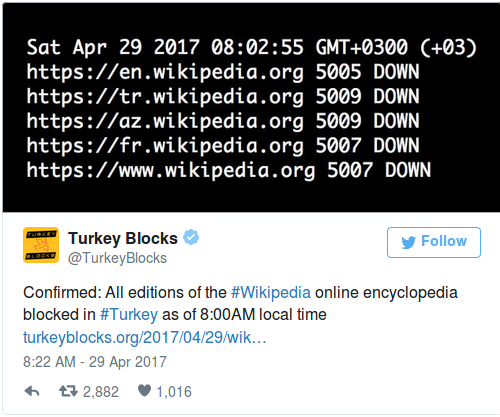 Sat Apr 29 2017 08:02:55 GMT+0300 (+03)
https://en.wikipedia.org 5005 DOWN
https://tr.wikipedia.org 5009 DOWN
https://az.wikipedia.org 5009 DOWN
https://fr.wikipedia.org 5007 DOWN
https://www.wikipedia.org 5007 DOWN
TURKEY
BLOCKS
Turkey Blocks
@TurkeyBlocks
Follow
Confirmed: All editions of the #Wikipedia online encyclopedia
blocked in #Turkey as of 8:00AM local time
turkeyblocks.org/2017/04/29/wik…
8:22 AM - 29 Apr 2017
2,882 1,016